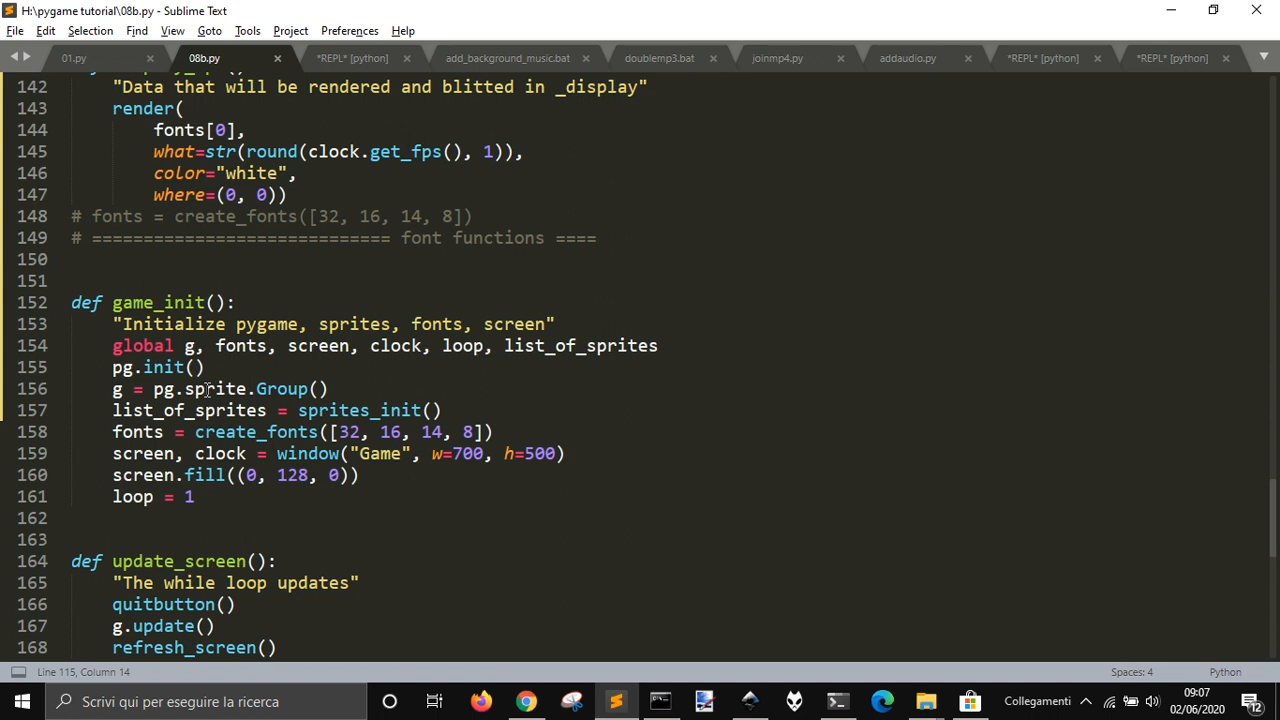 H:\pygame tutorial\08b.py - Sublime Text
File Edit Selection Find View Goto Tools Project Preferences Help
01.py 08b.py *REPL* [python] add_background_music.bat doublemp3.bat joinmp4.py addaudio.py *REPL* [python] *REPL* [python]
142 "Data that will be rendered and blitted in _display"
143 render(
144 fonts[0],
145 what=str(round(clock.get_fps(), 1)),
146 color="white",
147 where=(0, 0))
148 # fonts = create_fonts([32, 16, 14, 8])
149 # ============================= font functions ====
150
151
152 def game_init():
153 "Initialize pygame, sprites, fonts, screen"
154 global g, fonts, screen, clock, loop, list_of_sprites
155 pg.init()
156 g = pg.sprite.Group()
157 list_of_sprites = sprites_init()
158 fonts = create_fonts([32, 16, 14, 8])
159 screen, clock = window("Game", w=700, h=500)
160 screen.fill((0, 128, 0))
161 loop = 1
162
163
164 def update_screen():
165 "The while loop updates"
166 quitbutton()
167 g.update()
168 refresh_screen()
Line 115, Column 14 Spaces: 4 Python
Scrivi qui per eseguire la ricerca Collegamenti 09:07
02/06/2020 12